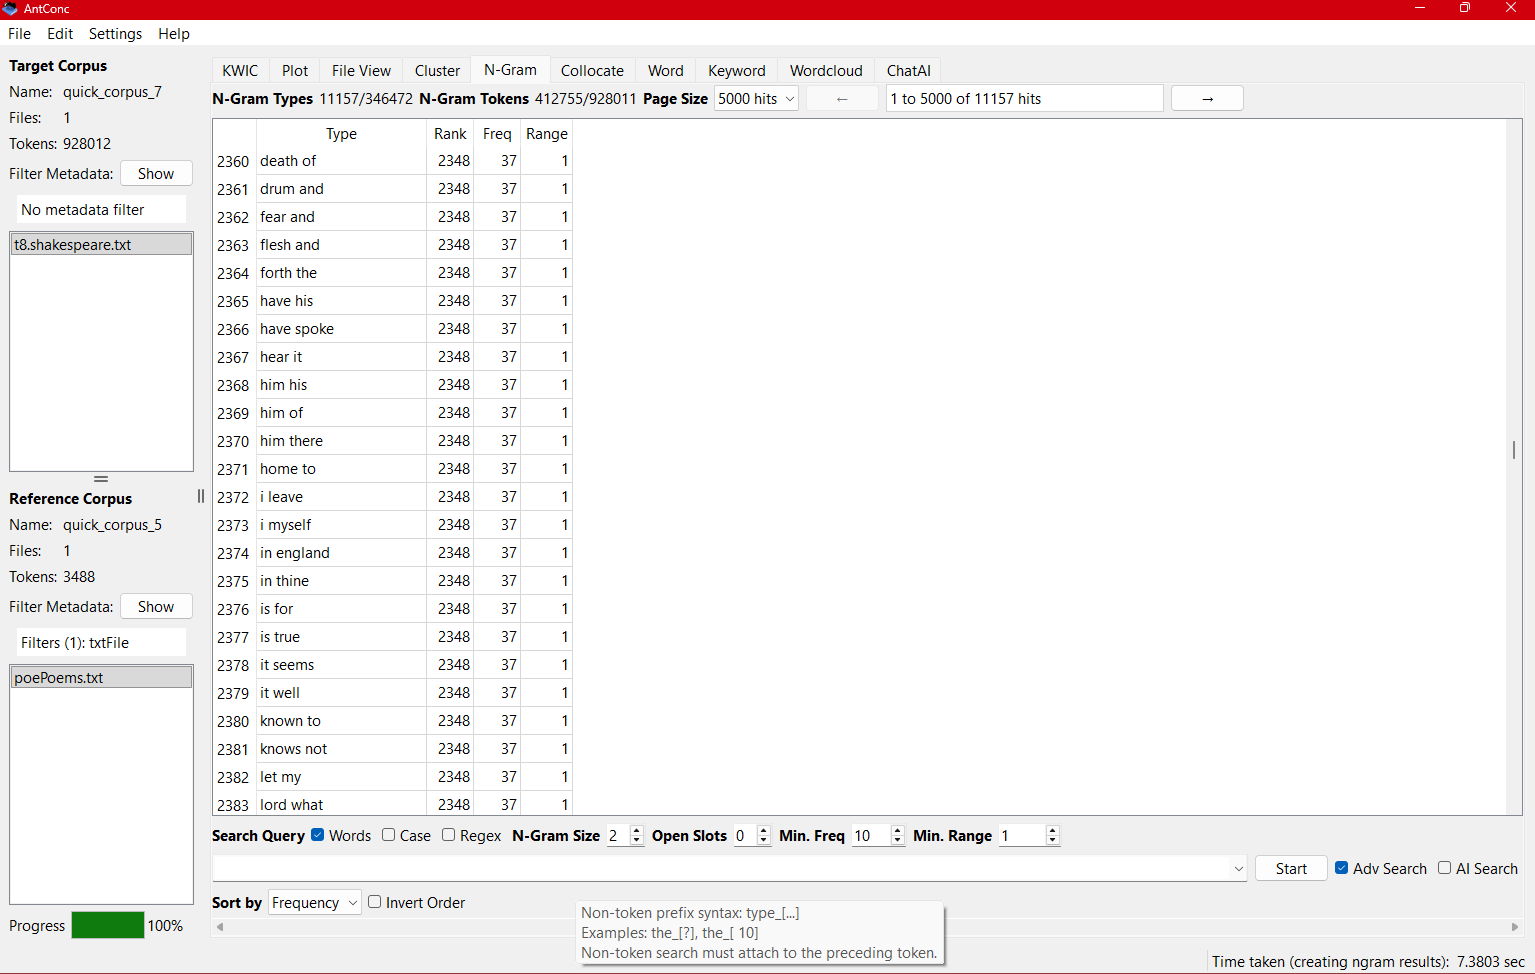 AntConc
File Edit Settings Help
Target Corpus
Name: quick_corpus_7
Files: 1
Tokens: 928012
Filter Metadata: Show
No metadata filter
t8.shakespeare.txt
Reference Corpus
Name: quick_corpus_5
Files: 1
Tokens: 3488
Filter Metadata: Show
Filters (1): txtFile
poePoems.txt
Progress 100%
KWIC Plot File View Cluster N-Gram Collocate Word Keyword Wordcloud ChatAI
N-Gram Types 11157/346472 N-Gram Tokens 412755/928011 Page Size 5000 hits ← 1 to 5000 of 11157 hits →
Type Rank Freq Range
2360 death of 2348 37 1
2361 drum and 2348 37 1
2362 fear and 2348 37 1
2363 flesh and 2348 37 1
2364 forth the 2348 37 1
2365 have his 2348 37 1
2366 have spoke 2348 37 1
2367 hear it 2348 37 1
2368 him his 2348 37 1
2369 him of 2348 37 1
2370 him there 2348 37 1
2371 home to 2348 37 1
2372 i leave 2348 37 1
2373 i myself 2348 37 1
2374 in england 2348 37 1
2375 in thine 2348 37 1
2376 is for 2348 37 1
2377 is true 2348 37 1
2378 it seems 2348 37 1
2379 it well 2348 37 1
2380 known to 2348 37 1
2381 knows not 2348 37 1
2382 let my 2348 37 1
2383 lord what 2348 37 1
Search Query Words Case Regex N-Gram Size 2 Open Slots 0 Min. Freq 10 Min. Range 1
Start Adv Search AI Search
Sort by Frequency Invert Order
Non-token prefix syntax: type_[...]
Examples: the_[?], the_[ 10]
Non-token search must attach to the preceding token.
Time taken (creating ngram results): 7.3803 sec